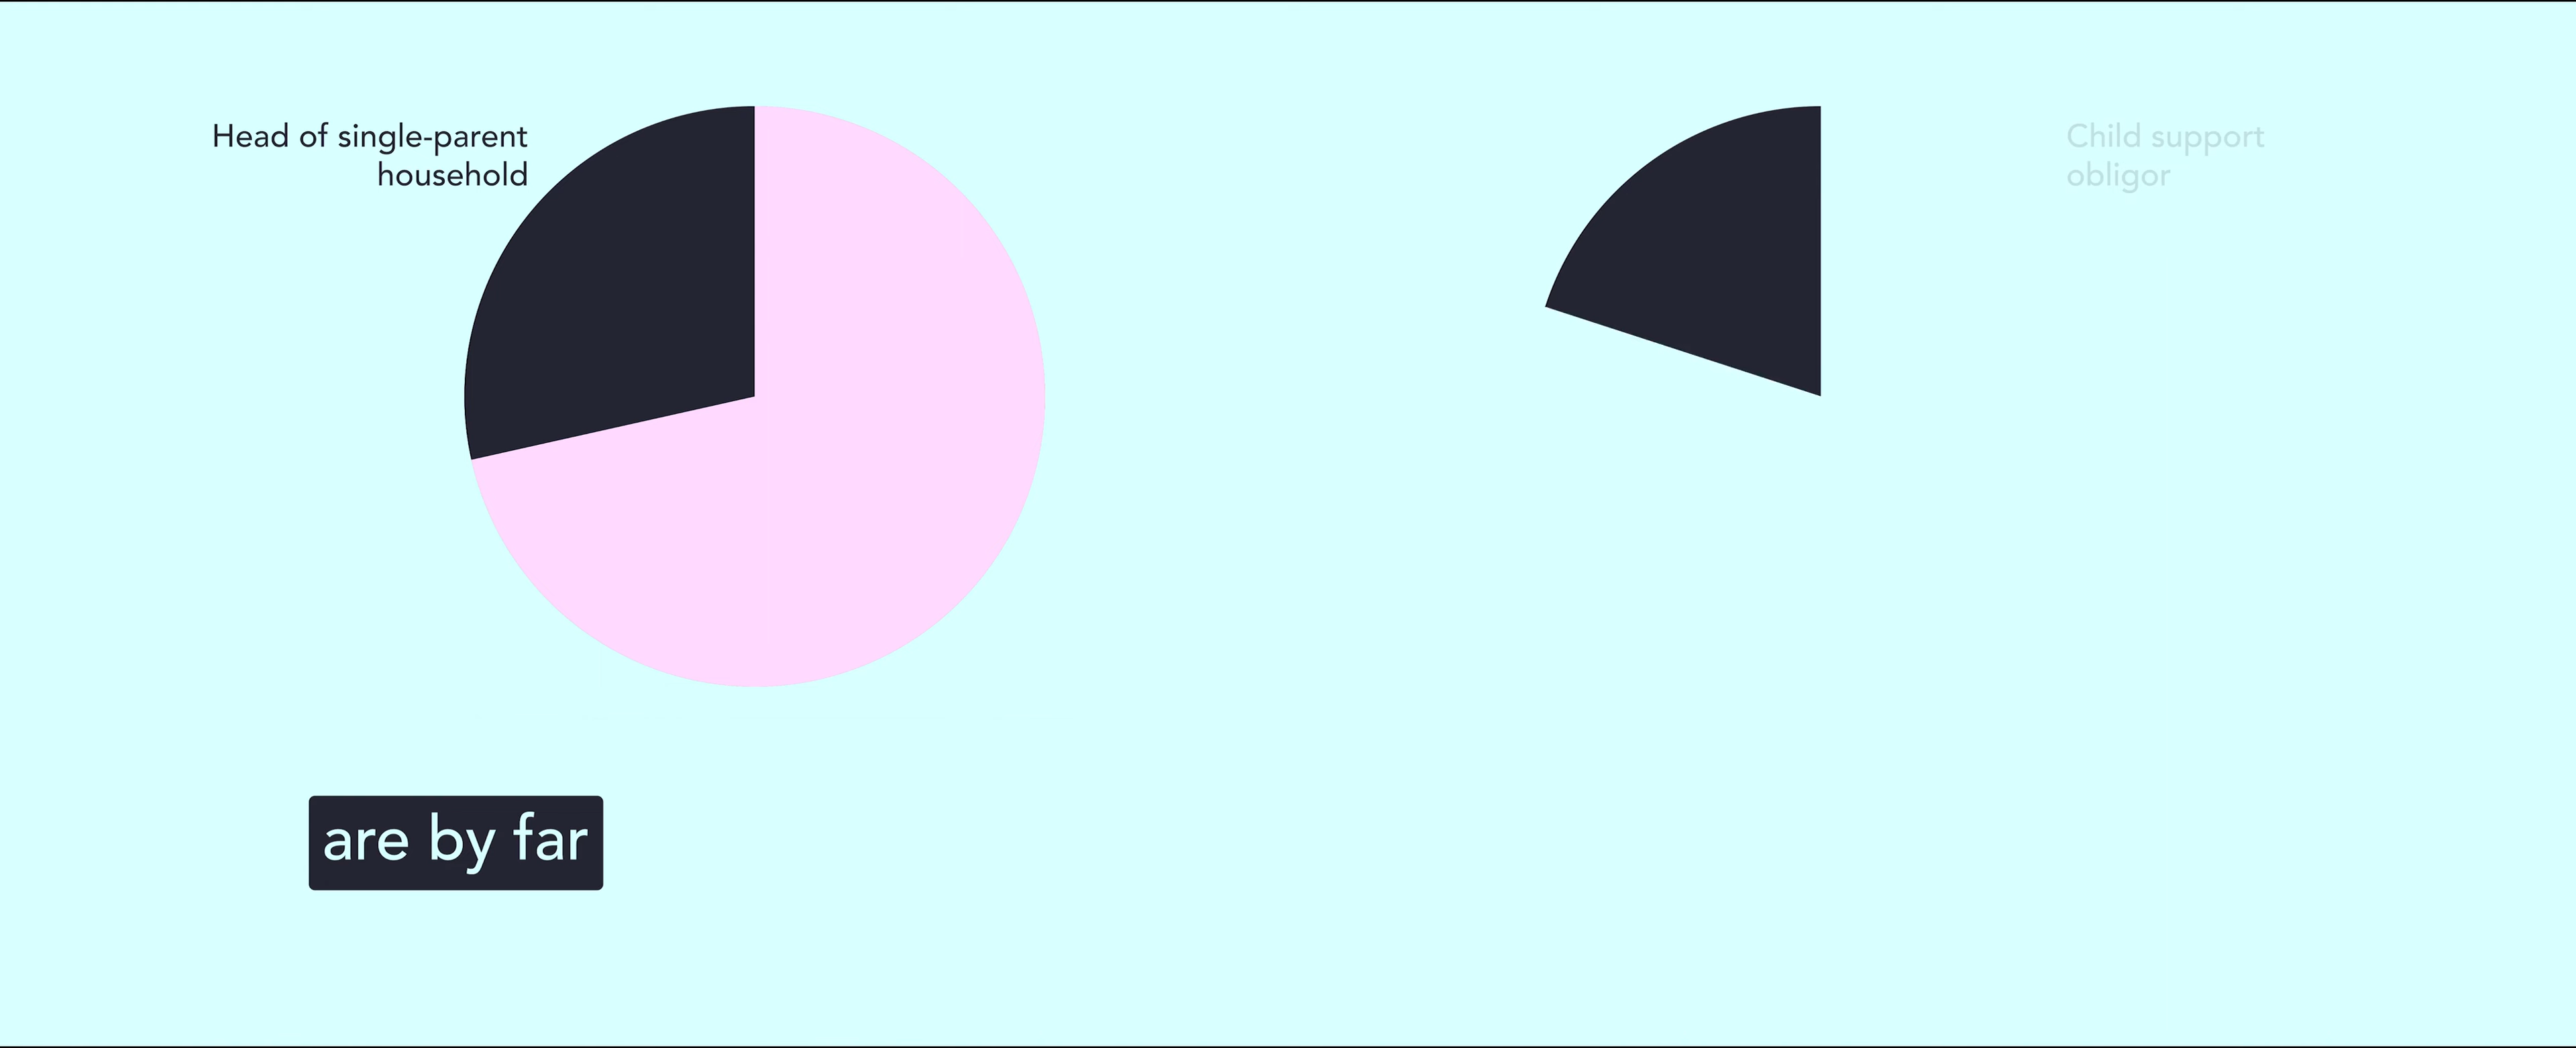 Head of single-parent
household
Child support
obligor
are by far